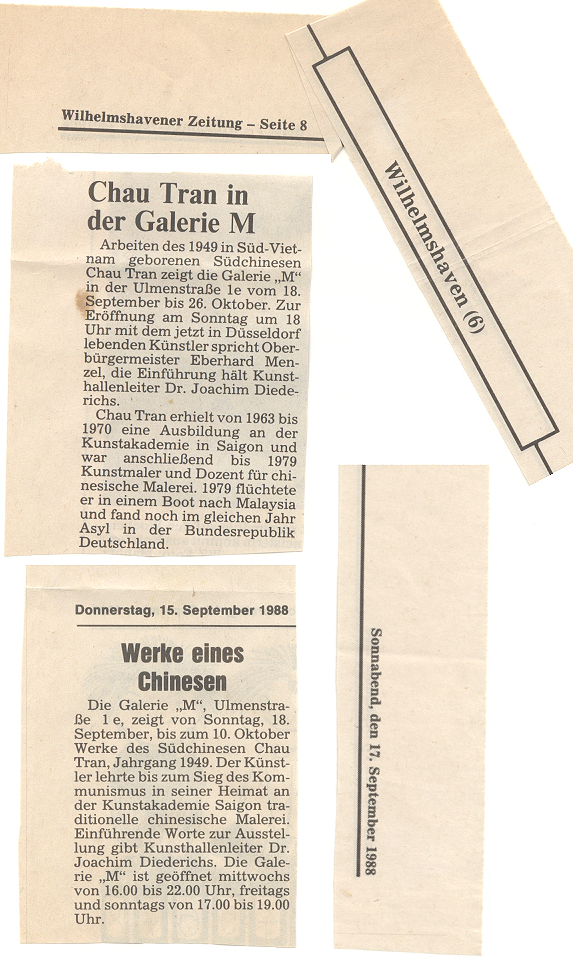 Wilhelmshavener Zeitung – Seite 8
Wilhelmshaven (6)
Chau Tran in
der Galerie M
Arbeiten des 1949 in Süd-Viet-
nam geborenen Südchinesen
Chau Tran zeigt die Galerie „M“
in der Ulmenstraße 1e vom 18.
September bis 26. Oktober. Zur
Eröffnung am Sonntag um 18
Uhr mit dem jetzt in Düsseldorf
lebenden Künstler spricht Ober-
bürgermeister Eberhard Men-
zel, die Einführung hält Kunst-
hallenleiter Dr. Joachim Diede-
richs.
Chau Tran erhielt von 1963 bis
1970 eine Ausbildung an der
Kunstakademie in Saigon und
war anschließend bis 1979
Kunstmaler und Dozent für chi-
nesische Malerei. 1979 flüchtete
er in einem Boot nach Malaysia
und fand noch im gleichen Jahr
Asyl in der Bundesrepublik
Deutschland.
Donnerstag, 15. September 1988
Werke eines
Chinesen
Die Galerie „M“, Ulmenstra-
ße 1 e, zeigt von Sonntag, 18.
September, bis zum 10. Oktober
Werke des Südchinesen Chau
Tran, Jahrgang 1949. Der Künst-
ler lehrte bis zum Sieg des Kom-
munismus in seiner Heimat an
der Kunstakademie Saigon tra-
ditionelle chinesische Malerei.
Einführende Worte zur Ausstel-
lung gibt Kunsthallenleiter Dr.
Joachim Diederichs. Die Gale-
rie „M“ ist geöffnet mittwochs
von 16.00 bis 22.00 Uhr, freitags
und sonntags von 17.00 bis 19.00
Uhr.
Sonnabend, den 17. September 1988